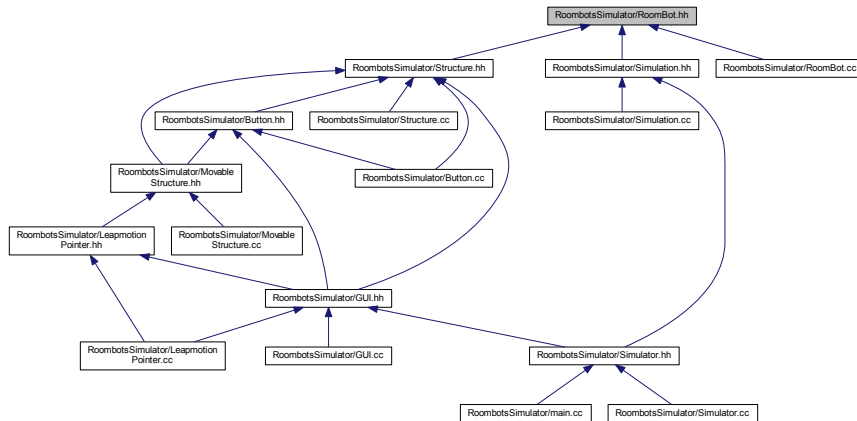 RoombotsSimulator/RoomBot.hh
RoombotsSimulator/Structure.hh
RoombotsSimulator/Simulation.hh
RoombotsSimulator/RoomBot.cc
RoombotsSimulator/Button.hh
RoombotsSimulator/Structure.cc
RoombotsSimulator/Simulation.cc
RoombotsSimulator/Movable
Structure.hh
RoombotsSimulator/Button.cc
RoombotsSimulator/Leapmotion
Pointer.hh
RoombotsSimulator/Movable
Structure.cc
RoombotsSimulator/GUI.hh
RoombotsSimulator/Leapmotion
Pointer.cc
RoombotsSimulator/GUI.cc
RoombotsSimulator/Simulator.hh
RoombotsSimulator/main.cc
RoombotsSimulator/Simulator.cc